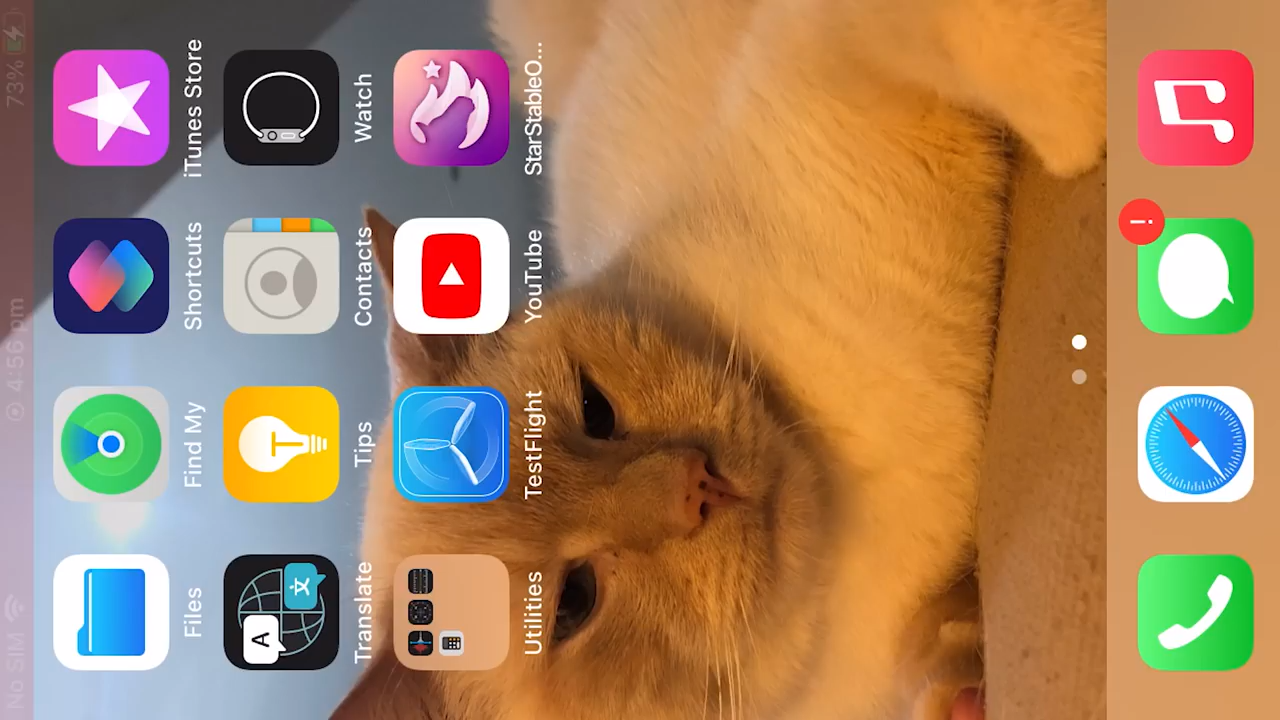 No SIM
4:56 pm
73%
Files
Find My
Shortcuts
iTunes Store
Translate
Tips
Contacts
Watch
Utilities
TestFlight
YouTube
StarStableO...
A
文
!